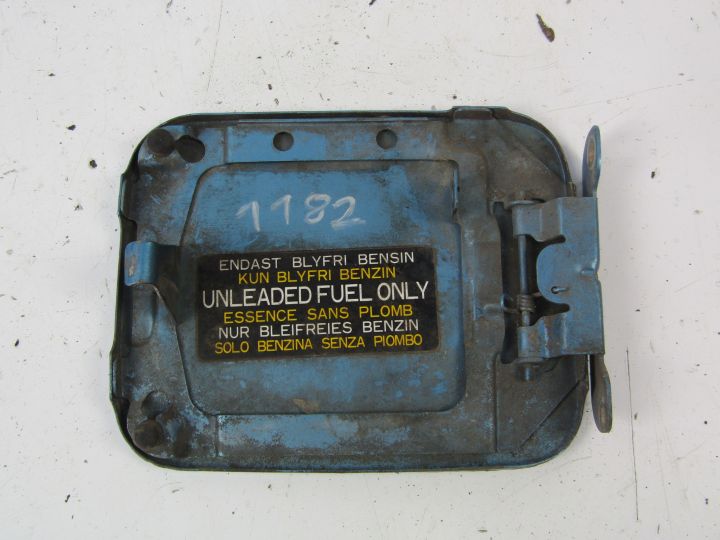 1182
ENDAST BLYFRI BENSIN
KUN BLYFRI BENZIN
UNLEADED FUEL ONLY
ESSENCE SANS PLOMB
NUR BLEIFREIES BENZIN
SOLO BENZINA SENZA PIOMBO